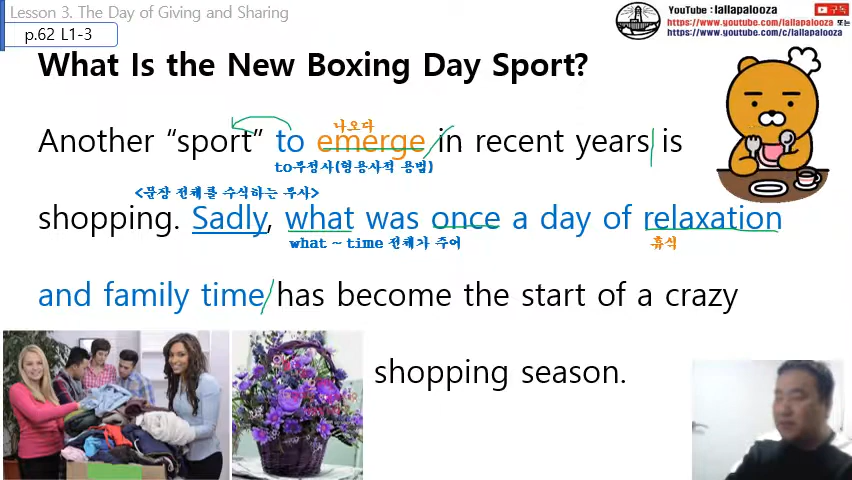 Lesson 3. The Day of Giving and Sharing
YouTube : lallapalooza
구독
https://www.youtube.com/lallapalooza 또는
https://www.youtube.com/c/lallapalooza
p.62 L1-3
What Is the New Boxing Day Sport?
나오다
Another “sport” to emerge in recent years is
to부정사(형용사적 용법)
<문장 전체를 수식하는 부사>
shopping. Sadly, what was once a day of relaxation
what ~ time 전체가 주어
휴식
and family time has become the start of a crazy
shopping season.